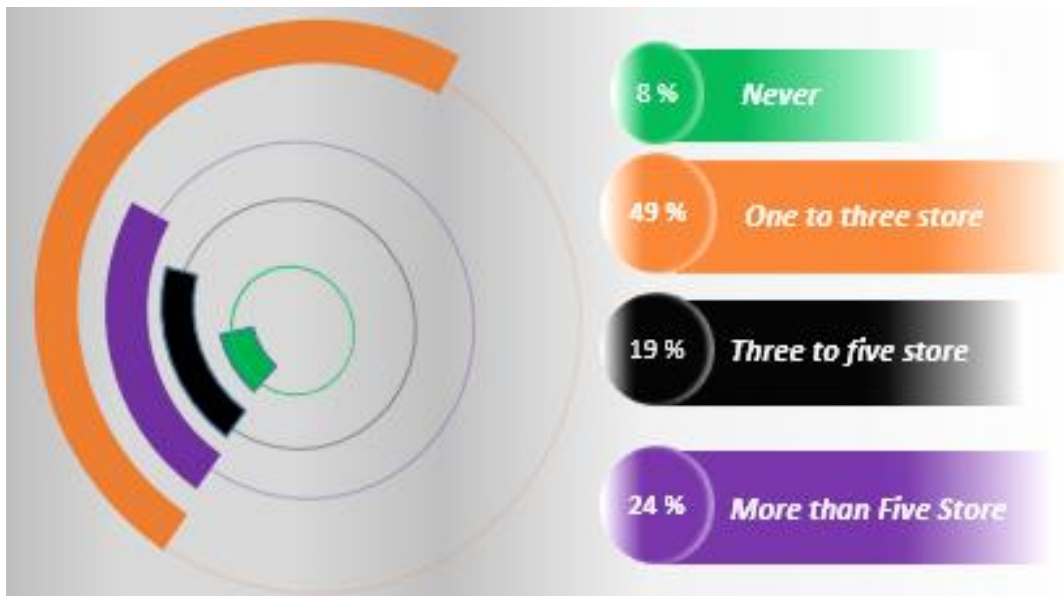 8 % Never
49 % One to three store
19 % Three to five store
24 % More than Five Store